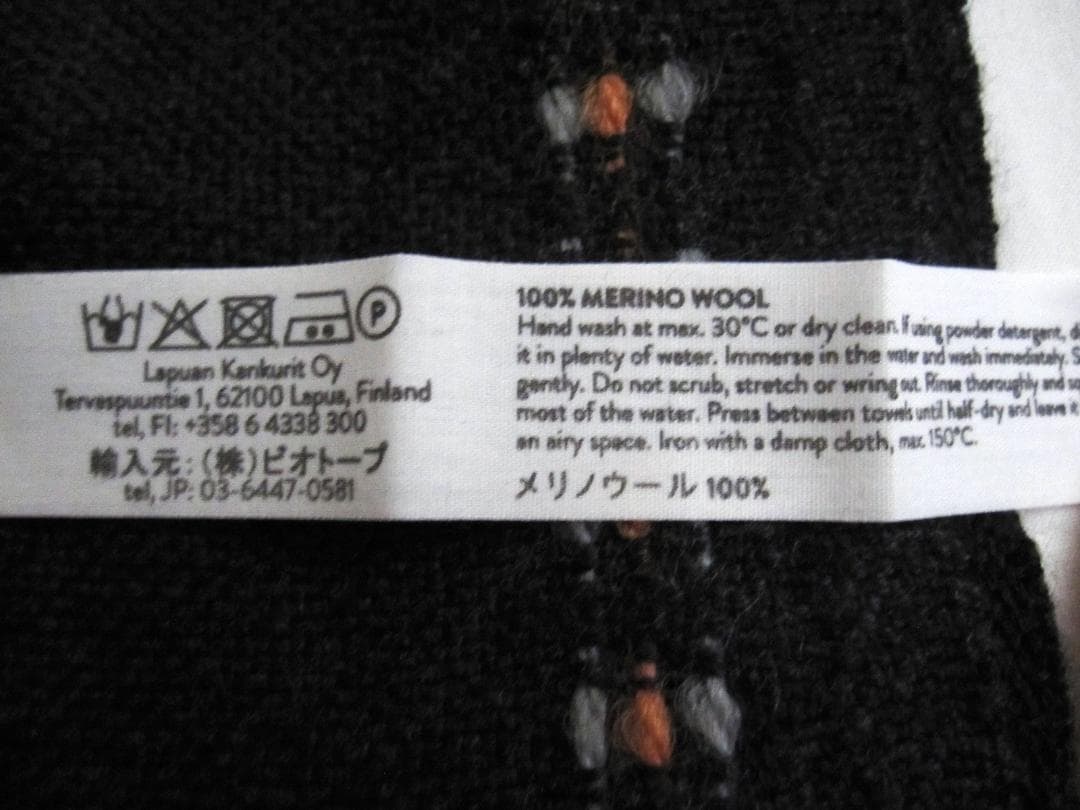 P
Lapuan Kankurit Oy
Tervaspuuntie 1, 62100 Lapua, Finland
tel, FI: +358 6 4338 300
輸入元:(株)ビオトープ
tel, JP: 03-6447-0581
100% MERINO WOOL
Hand wash at max. 30°C or dry clean. If using powder detergent,
it in plenty of water. Immerse in the water and wash immediately.
gently. Do not scrub, stretch or wring out. Rinse thoroughly and
most of the water. Press between towels until half-dry and leave it
an airy space. Iron with a damp cloth, max. 150°C.
メリノウール 100%